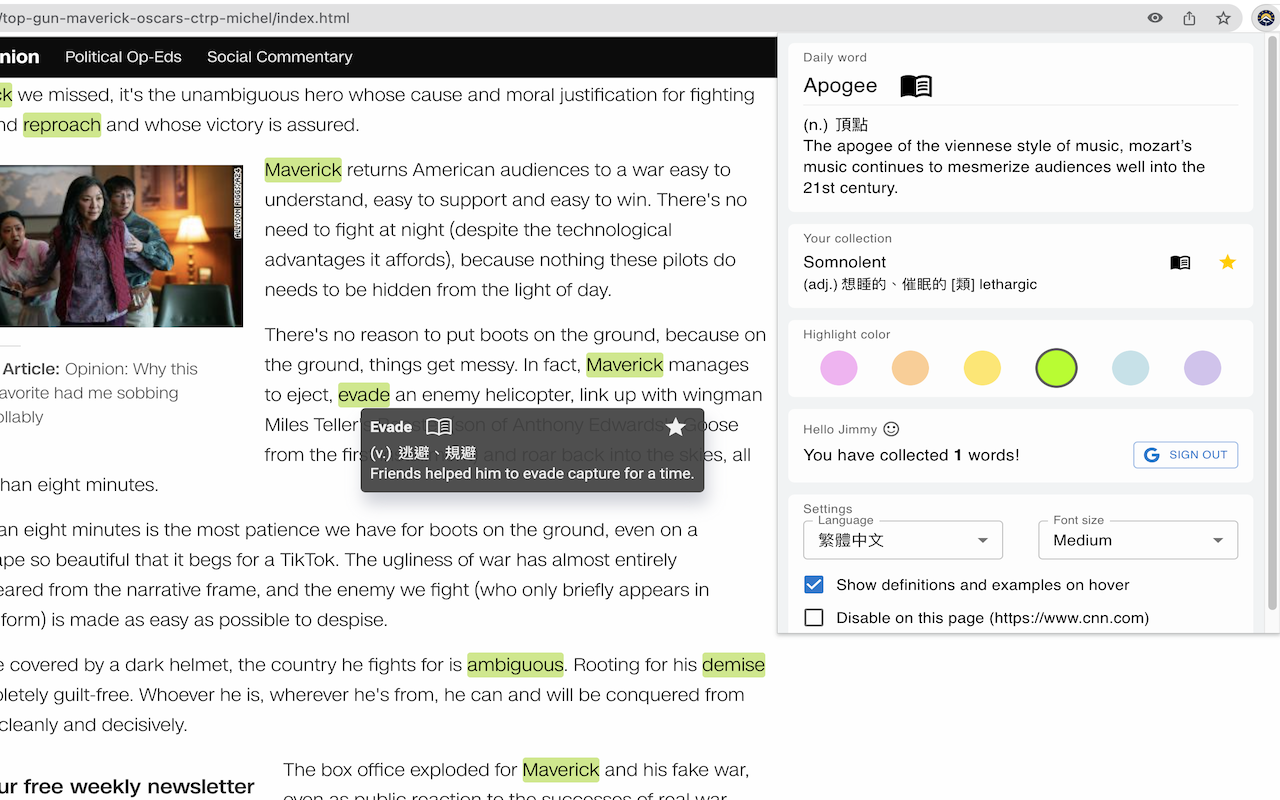 /top-gun-maverick-oscars-ctrp-michel/index.html
nion Political Op-Eds Social Commentary
ck we missed, it's the unambiguous hero whose cause and moral justification for fighting
nd reproach and whose victory is assured.
Maverick returns American audiences to a war easy to
understand, easy to support and easy to win. There's no
need to fight at night (despite the technological
advantages it affords), because nothing these pilots do
needs to be hidden from the light of day.
Article: Opinion: Why this
avorite had me sobbing
ollably
There's no reason to put boots on the ground, because on
the ground, things get messy. In fact, Maverick manages
to eject, evade an enemy helicopter, link up with wingman
Miles Teller' son of Anthony Edwards' Goose
from the firs and roar back into the skies, all
han eight minutes.
Evade
(v.) 逃避、規避
Friends helped him to evade capture for a time.
an eight minutes is the most patience we have for boots on the ground, even on a
ape so beautiful that it begs for a TikTok. The ugliness of war has almost entirely
eared from the narrative frame, and the enemy we fight (who only briefly appears in
form) is made as easy as possible to despise.
e covered by a dark helmet, the country he fights for is ambiguous. Rooting for his demise
pletely guilt-free. Whoever he is, wherever he's from, he can and will be conquered from
cleanly and decisively.
ur free weekly newsletter
The box office exploded for Maverick and his fake war,
even as public reaction to the successes of real war
Daily word
Apogee
(n.) 頂點
The apogee of the viennese style of music, mozart's
music continues to mesmerize audiences well into the
21st century.
Your collection
Somnolent
(adj.) 想睡的、催眠的 [類] lethargic
Highlight color
Hello Jimmy
You have collected 1 words!
SIGN OUT
Settings
Language
繁體中文
Font size
Medium
Show definitions and examples on hover
Disable on this page (https://www.cnn.com)